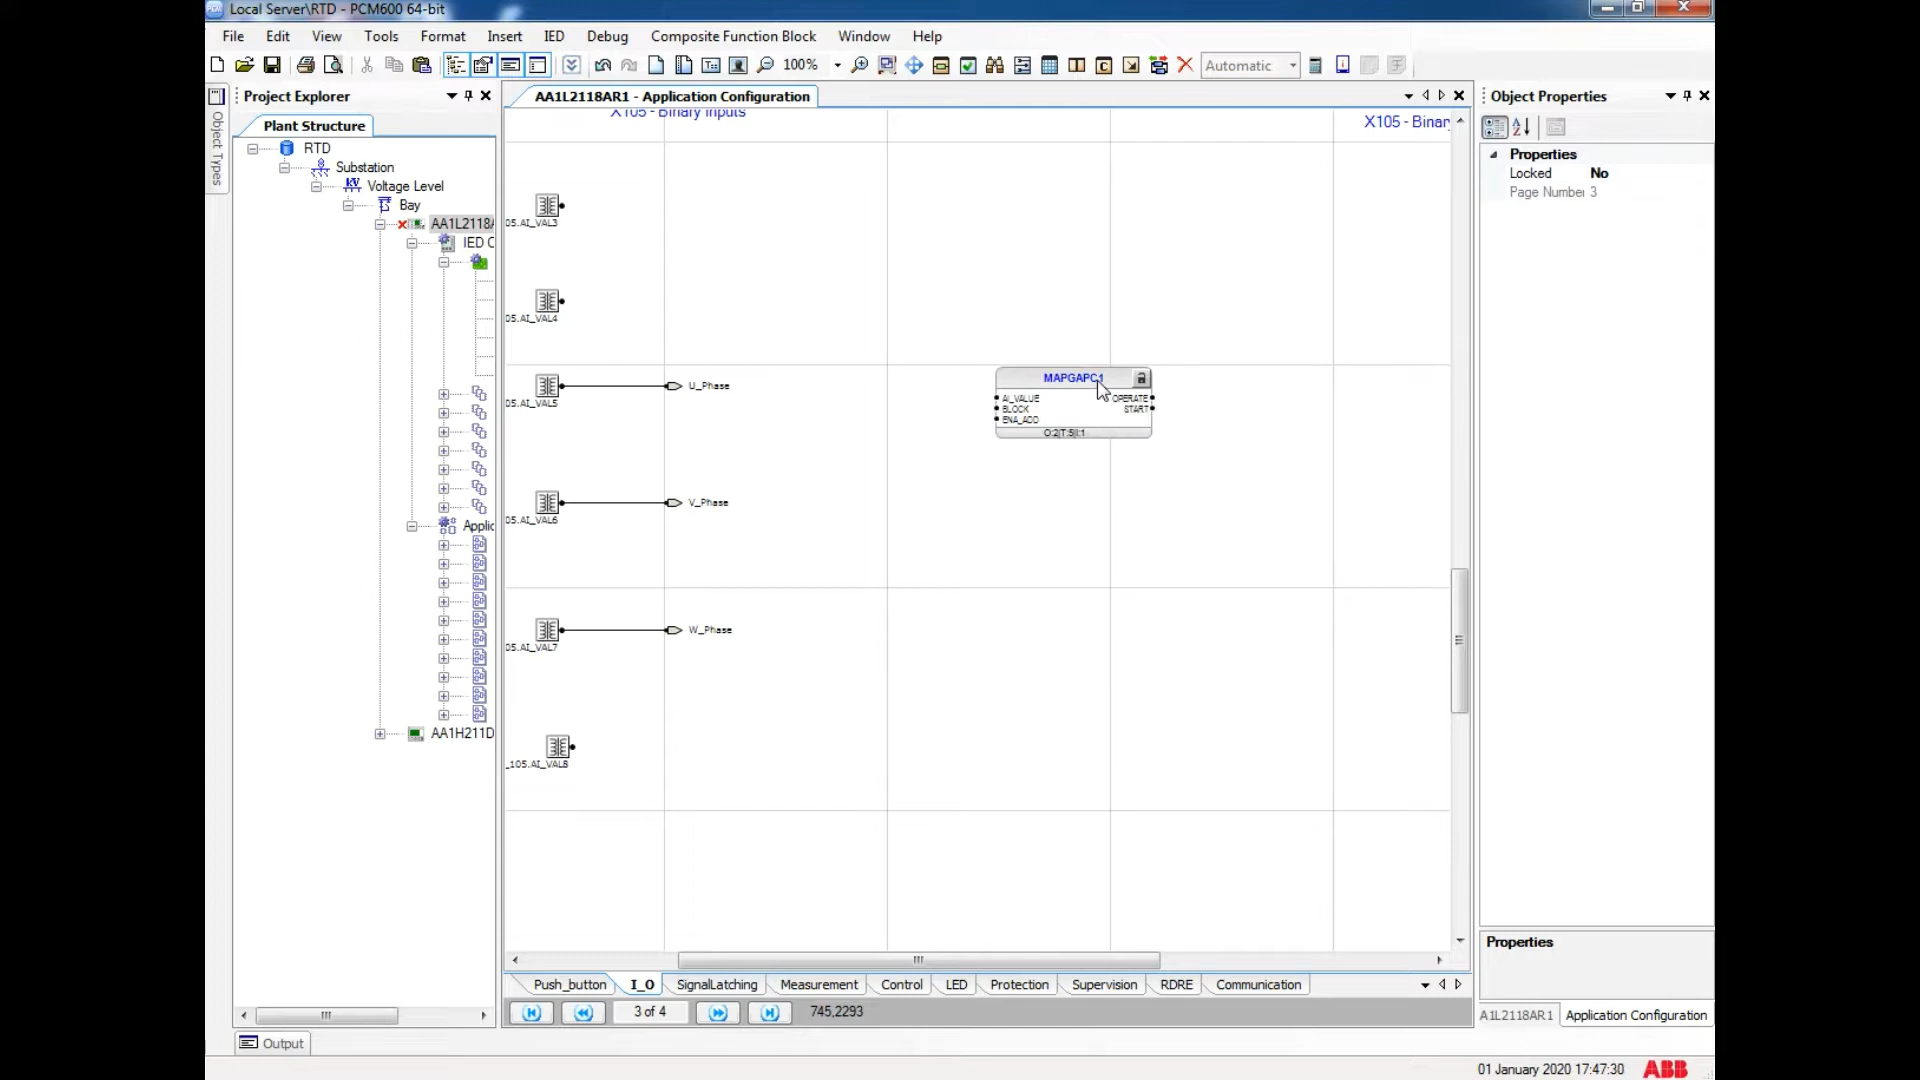 Local Server\RTD - PCM600 64-bit
File Edit View Tools Format Insert IED Debug Composite Function Block Window Help
100%
Automatic
Object Types
Project Explorer
Plant Structure
RTD
Substation
Voltage Level
Bay
AA1L2118A
IED C
Applic
AA1H211D
AA1L2118AR1 - Application Configuration
X105 - Binary Inputs
X105 - Binary
05.AI_VAL3
05.AI_VAL4
05.AI_VAL5
U_Phase
05.AI_VAL6
V_Phase
05.AI_VAL7
W_Phase
_105.AI_VAL8
MAPGAPC1
AI_VALUE OPERATE
BLOCK START
ENA_ADD
O:2|T:5|I:1
Push_button I_O SignalLatching Measurement Control LED Protection Supervision RDRE Communication
3 of 4
745,2293
Object Properties
Properties
Locked No
Page Number 3
Properties
A1L2118AR1 Application Configuration
Output
01 January 2020 17:47:30
ABB